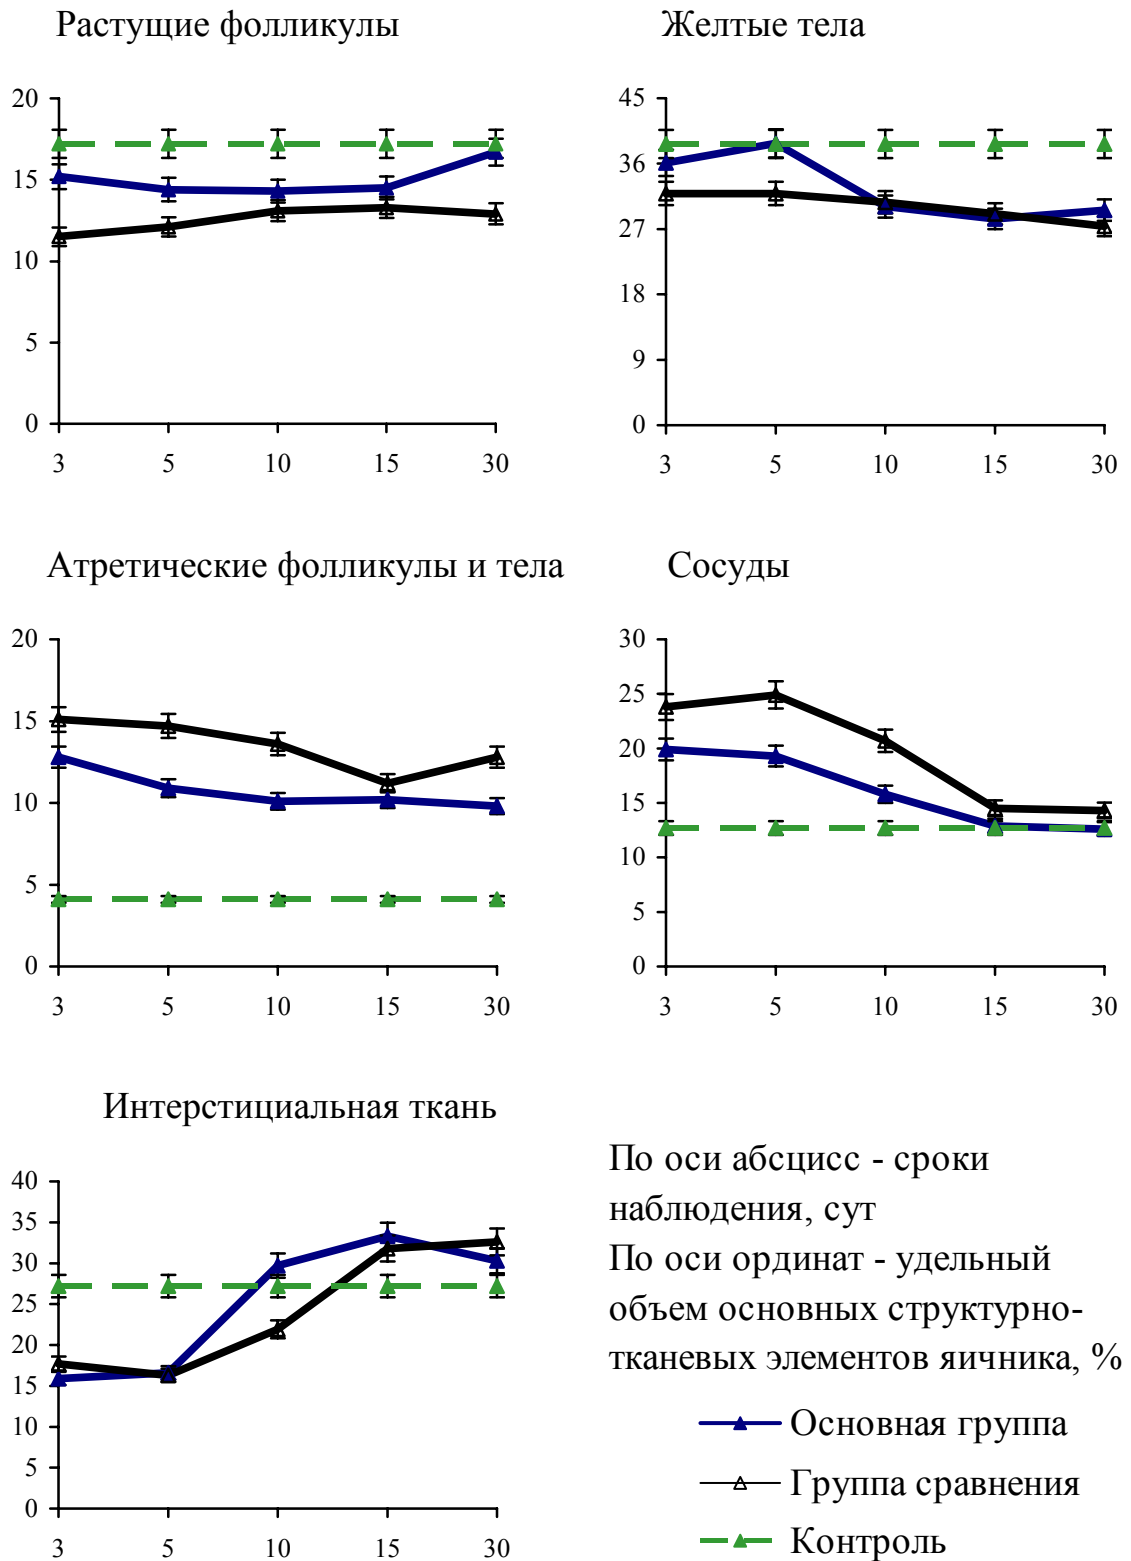 Растущие фолликулы
20
15
10
5
0
3 5 10 15 30
Желтые тела
45
36
27
18
9
0
3 5 10 15 30
Атретические фолликулы и тела
20
15
10
5
0
3 5 10 15 30
Сосуды
30
25
20
15
10
5
0
3 5 10 15 30
Интерстициальная ткань
40
35
30
25
20
15
10
5
0
3 5 10 15 30
По оси абсцисс - сроки
наблюдения, сут
По оси ординат - удельный
объем основных структурно-
тканевых элементов яичника, %
Основная группа
Группа сравнения
Контроль